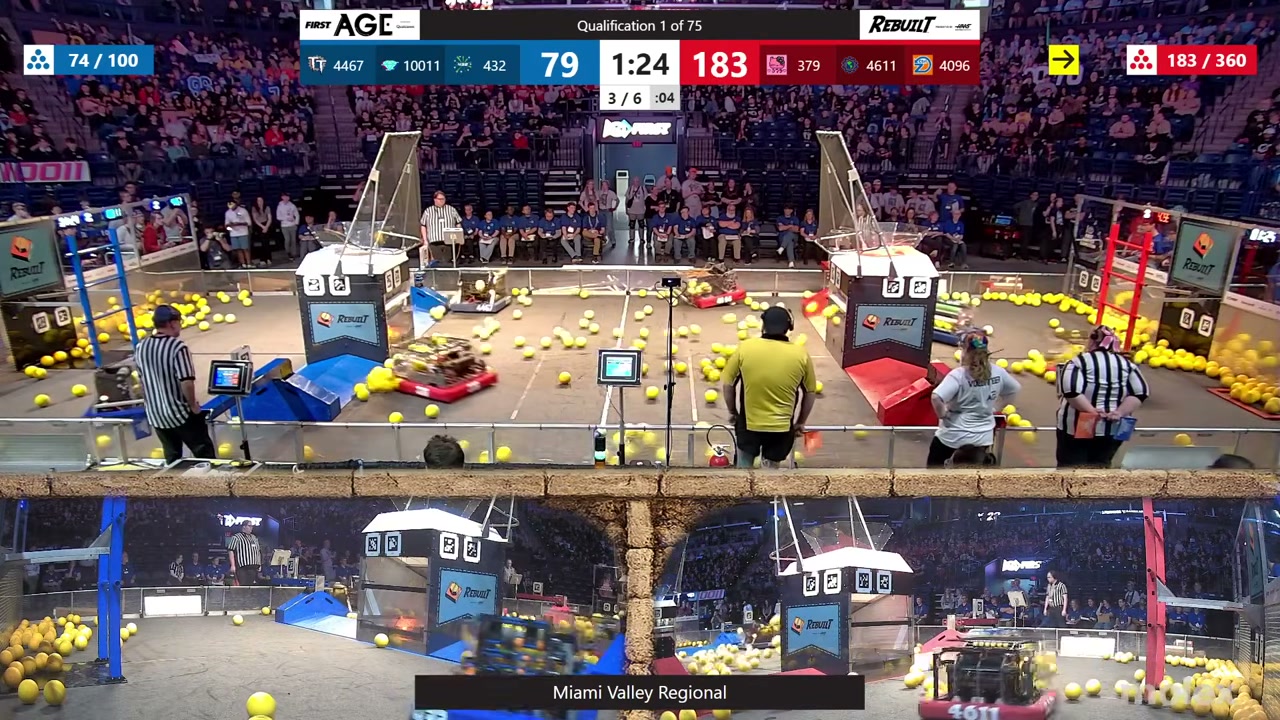 FIRST AGE
Qualification 1 of 75
REBUILT
74 / 100
4467
10011
432
79
1:24
183
379
4611
4096
183 / 360
3 / 6
:04
FIRST
REBUILT
REBUILT
REBUILT
REBUILT
REBUILT
REBUILT
4611
Miami Valley Regional